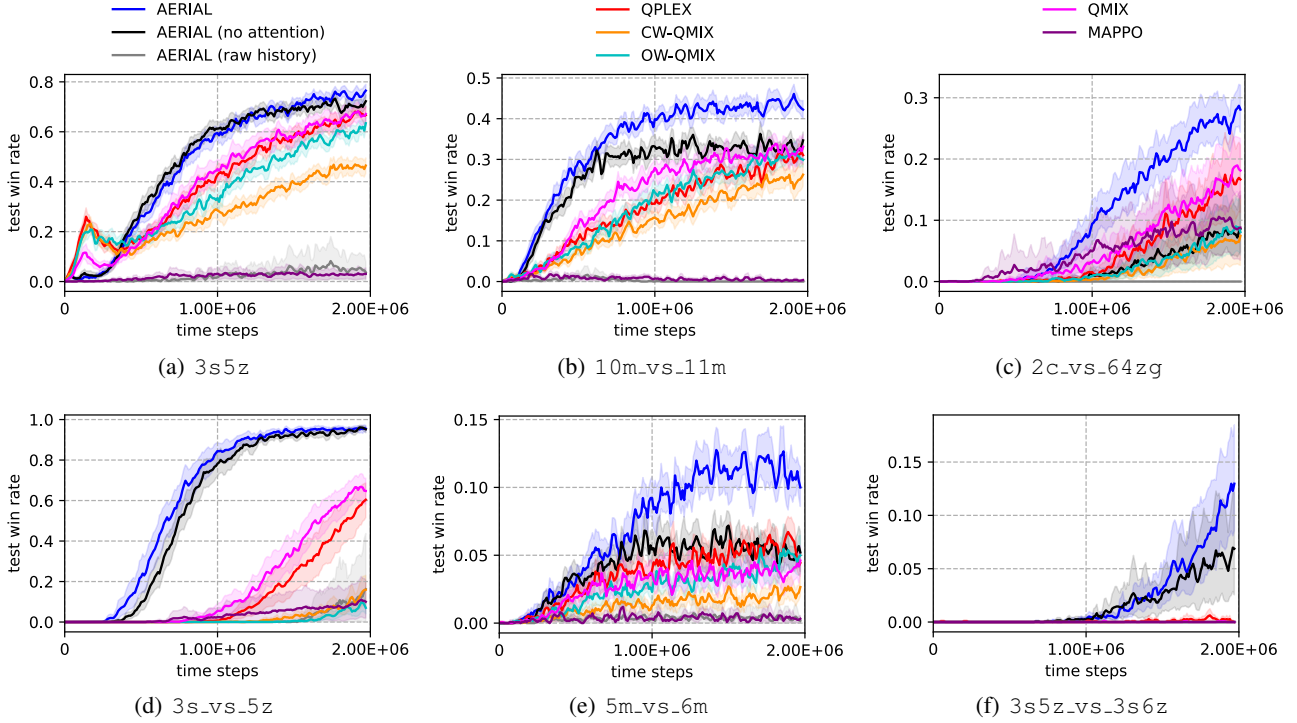 AERIAL
AERIAL (no attention)
AERIAL (raw history)
QPLEX
CW-QMIX
OW-QMIX
QMIX
MAPPO
test win rate
0.8
0.6
0.4
0.2
0.0
0
1.00E+06
2.00E+06
time steps
(a) 3s5z
test win rate
0.5
0.4
0.3
0.2
0.1
0.0
0
1.00E+06
2.00E+06
time steps
(b) 10m_vs_11m
test win rate
0.3
0.2
0.1
0.0
0
1.00E+06
2.00E+06
time steps
(c) 2c_vs_64zg
test win rate
1.0
0.8
0.6
0.4
0.2
0.0
0
1.00E+06
2.00E+06
time steps
(d) 3s_vs_5z
test win rate
0.15
0.10
0.05
0.00
0
1.00E+06
2.00E+06
time steps
(e) 5m_vs_6m
test win rate
0.15
0.10
0.05
0.00
0
1.00E+06
2.00E+06
time steps
(f) 3s5z_vs_3s6z